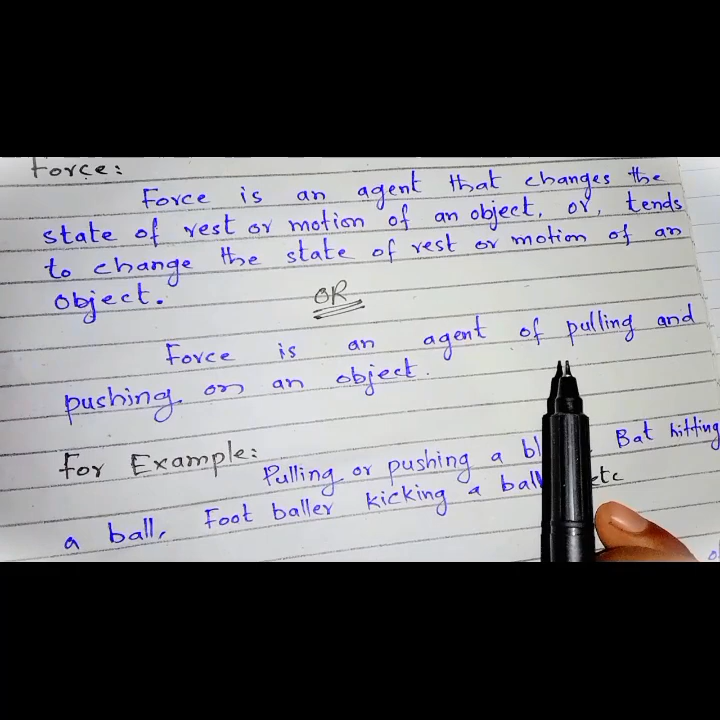 Force:
Force is an agent that changes the
state of rest or motion of an object, or, tends
to change the state of rest or motion of an
object.
OR
Force is an agent of pulling and
pushing on an object.
For Example:
Pulling or pushing a bl Bat hitting
a ball, Foot baller kicking a ball etc